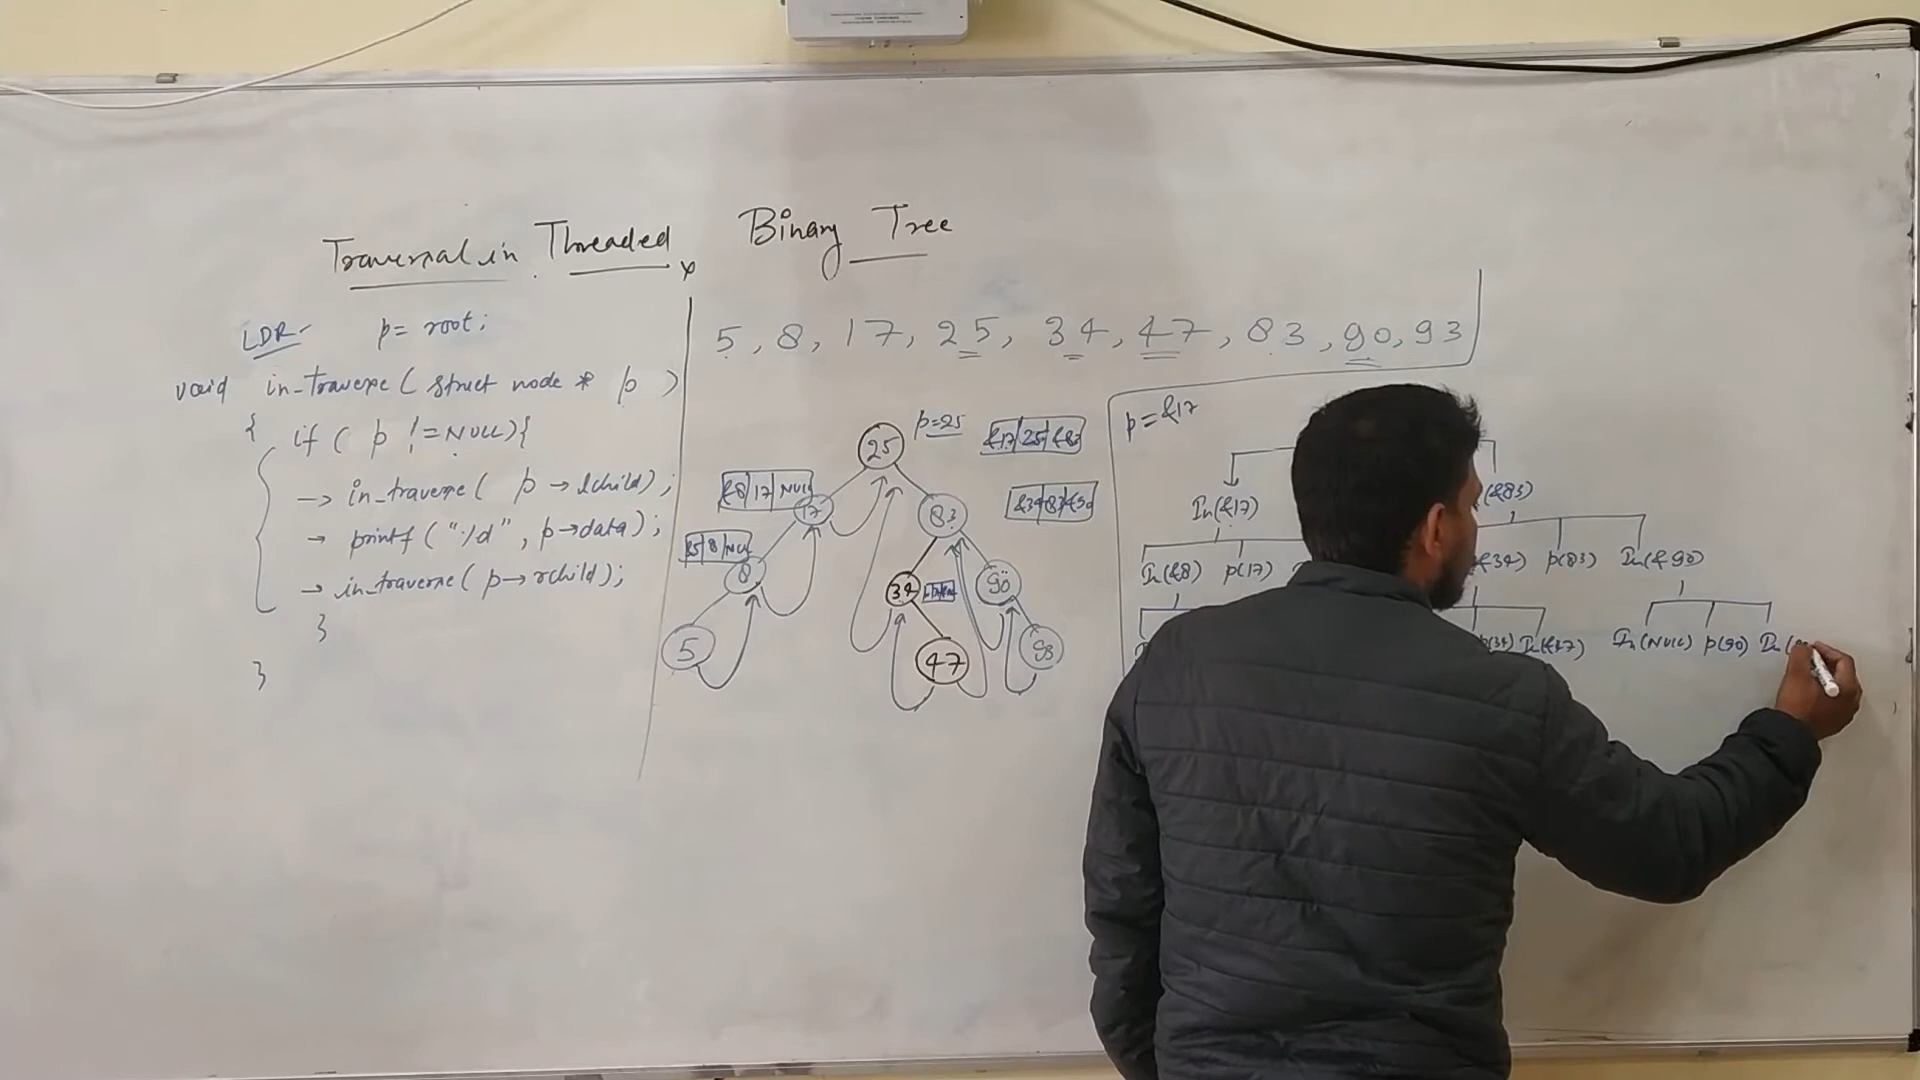 Traversal in Threaded Binary Tree
LDR- p= root;
void in_traverse ( struct node * p )
{ if ( p != NULL){
→ in_traverse( p → lchild);
→ printf ("%d", p→data);
→ in_traverse( p→rchild);
}
}
5, 8, 17, 25, 34, 47, 83, 90, 93
25
p=25
&17|25|&83
&8|17|NULL
17
83
&34|83|&90
&5|8|NULL
8
34
90
5
47
93
p=&17
In(&17)
(&83)
In(&8) p(17)
&34) p(83) In(&90)
p(34) In(&47) In(NULL) p(90) In(